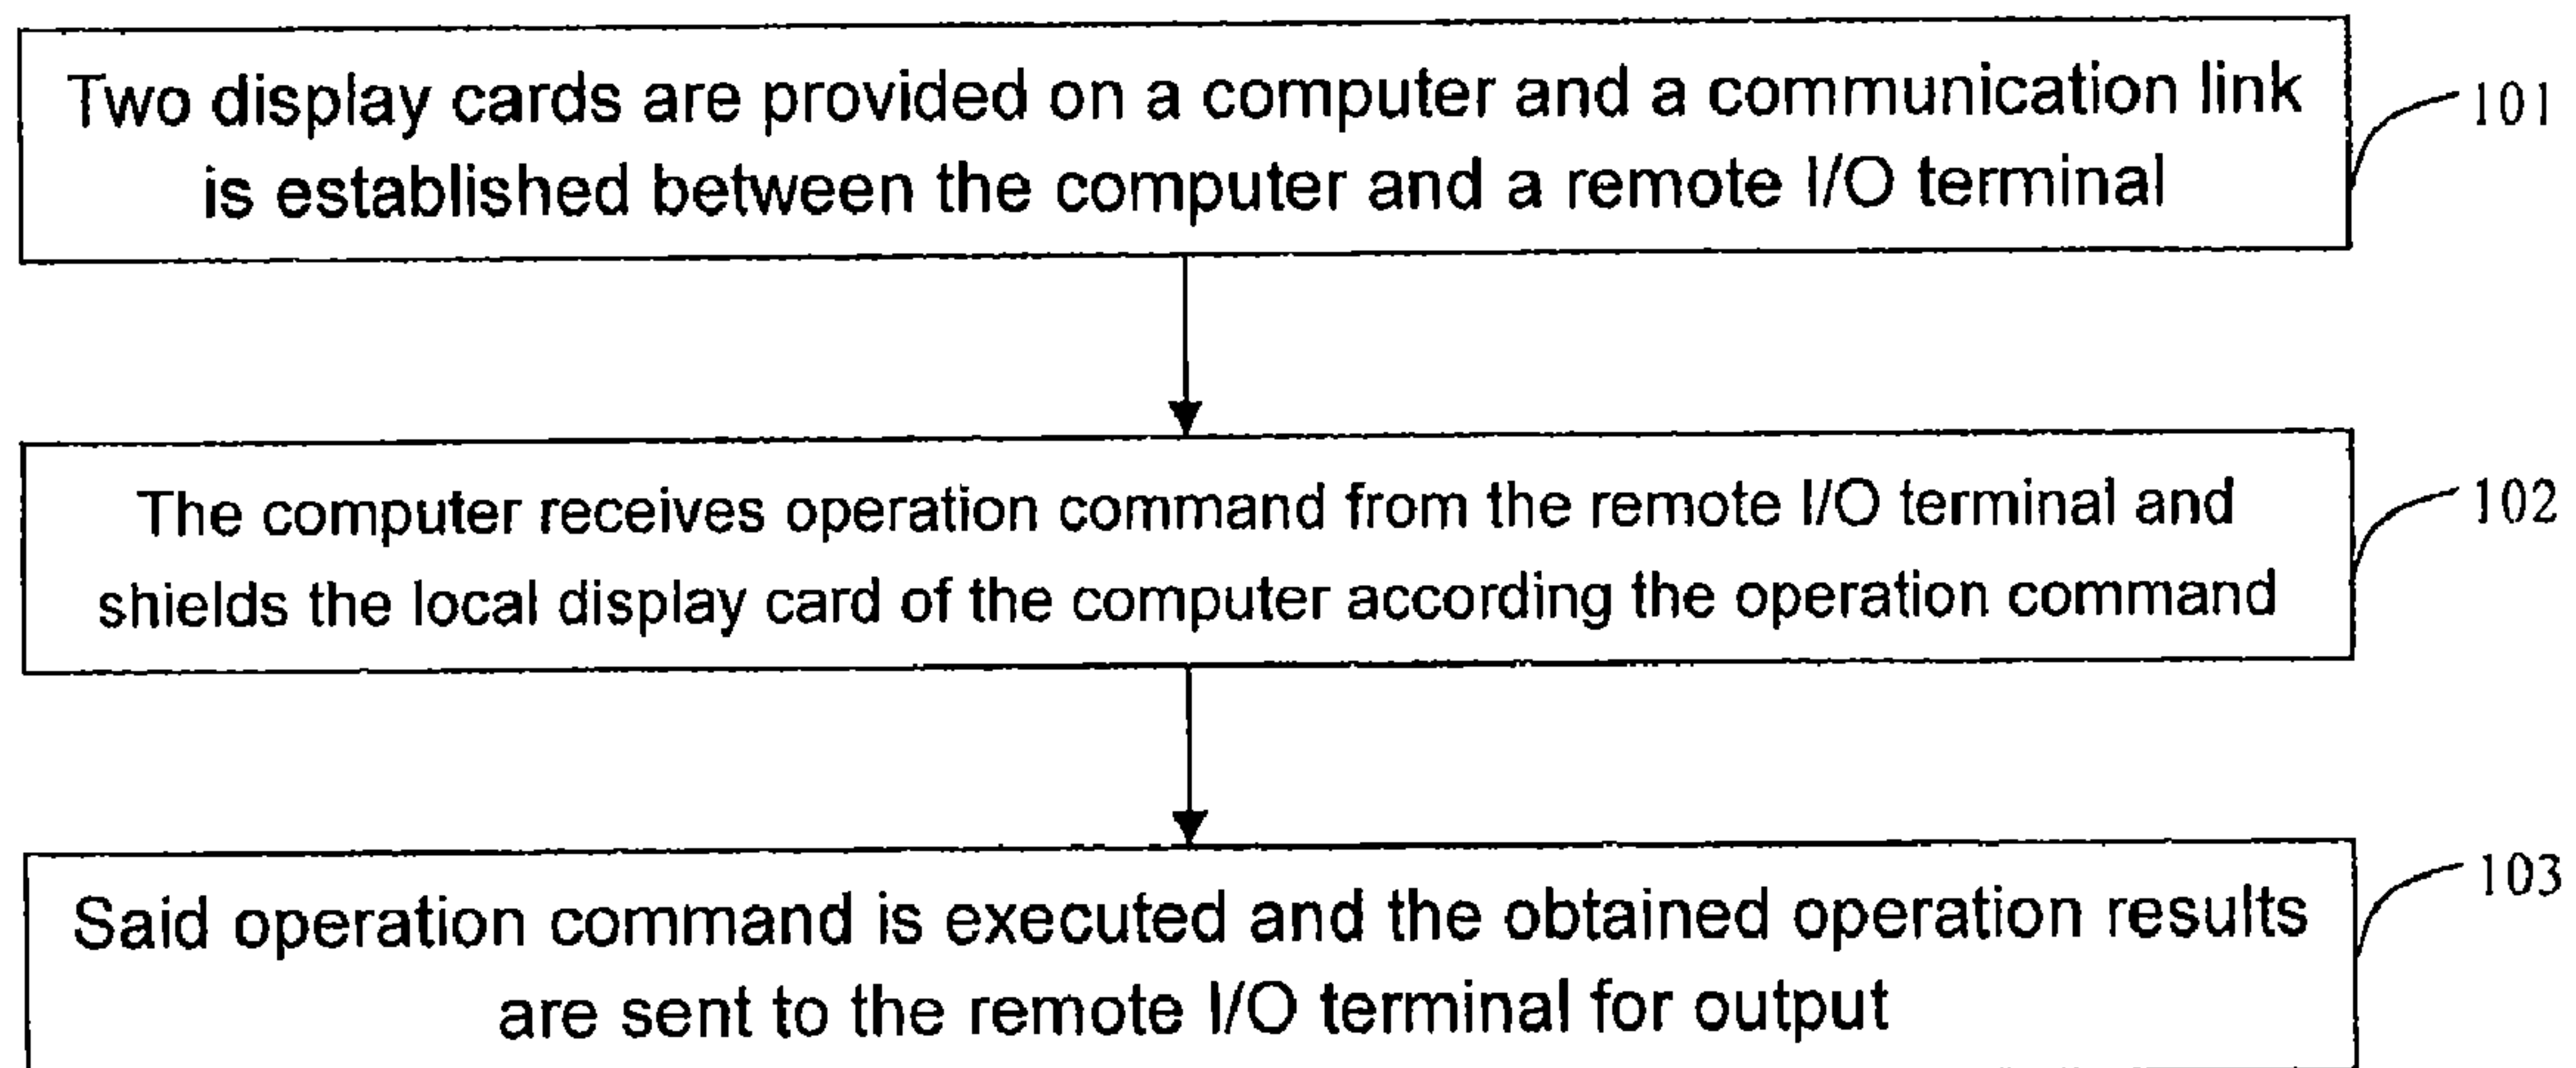 Two display cards are provided on a computer and a communication link
is established between the computer and a remote I/O terminal
101
The computer receives operation command from the remote I/O terminal and
shields the local display card of the computer according the operation command
102
Said operation command is executed and the obtained operation results
are sent to the remote I/O terminal for output
103